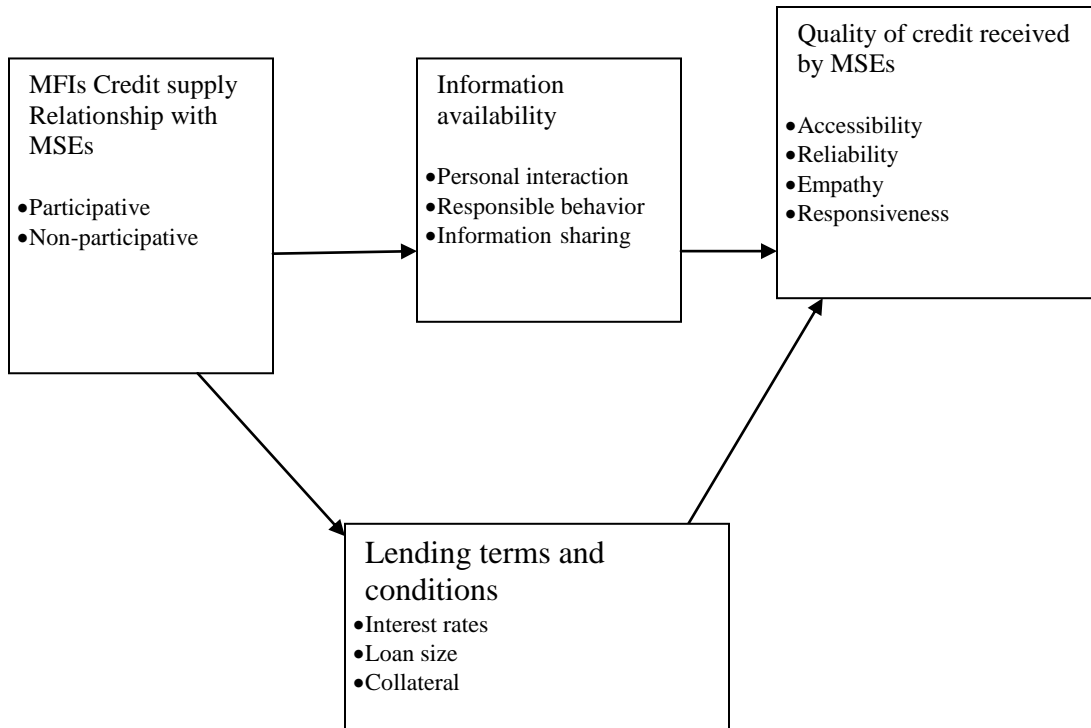 MFIs Credit supply
Relationship with
MSEs
•Participative
•Non-participative
Information
availability
•Personal interaction
•Responsible behavior
•Information sharing
Quality of credit received
by MSEs
•Accessibility
•Reliability
•Empathy
•Responsiveness
Lending terms and
conditions
•Interest rates
•Loan size
•Collateral